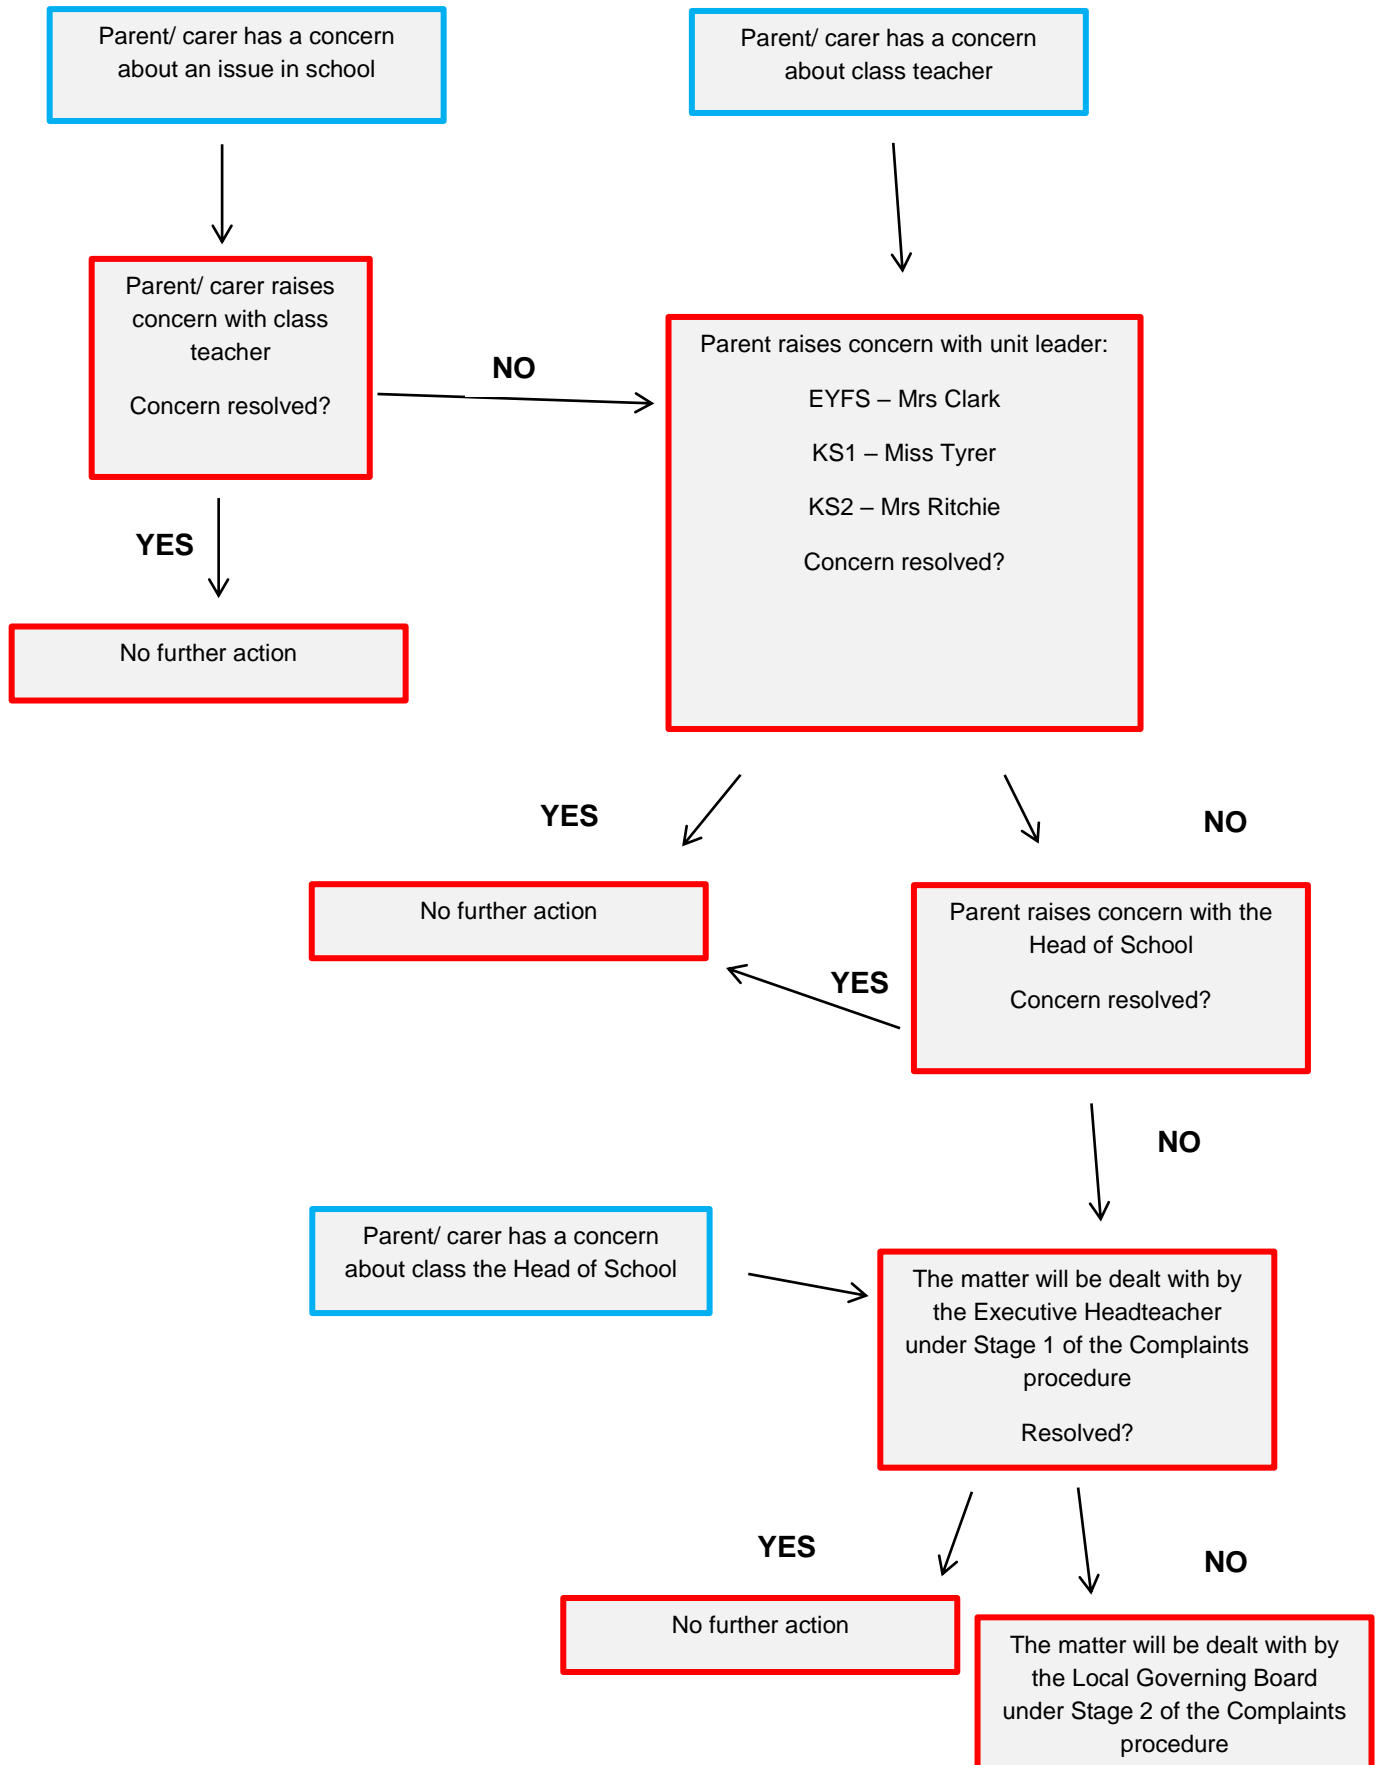 Parent/ carer has a concern
about an issue in school
Parent/ carer has a concern
about class teacher
Parent/ carer raises
concern with class
teacher
Concern resolved?
NO
Parent raises concern with unit leader:
EYFS – Mrs Clark
KS1 – Miss Tyrer
KS2 – Mrs Ritchie
Concern resolved?
YES
No further action
YES
NO
No further action
Parent raises concern with the
Head of School
Concern resolved?
YES
NO
Parent/ carer has a concern
about class the Head of School
The matter will be dealt with by
the Executive Headteacher
under Stage 1 of the Complaints
procedure
Resolved?
YES
NO
No further action
The matter will be dealt with by
the Local Governing Board
under Stage 2 of the Complaints
procedure